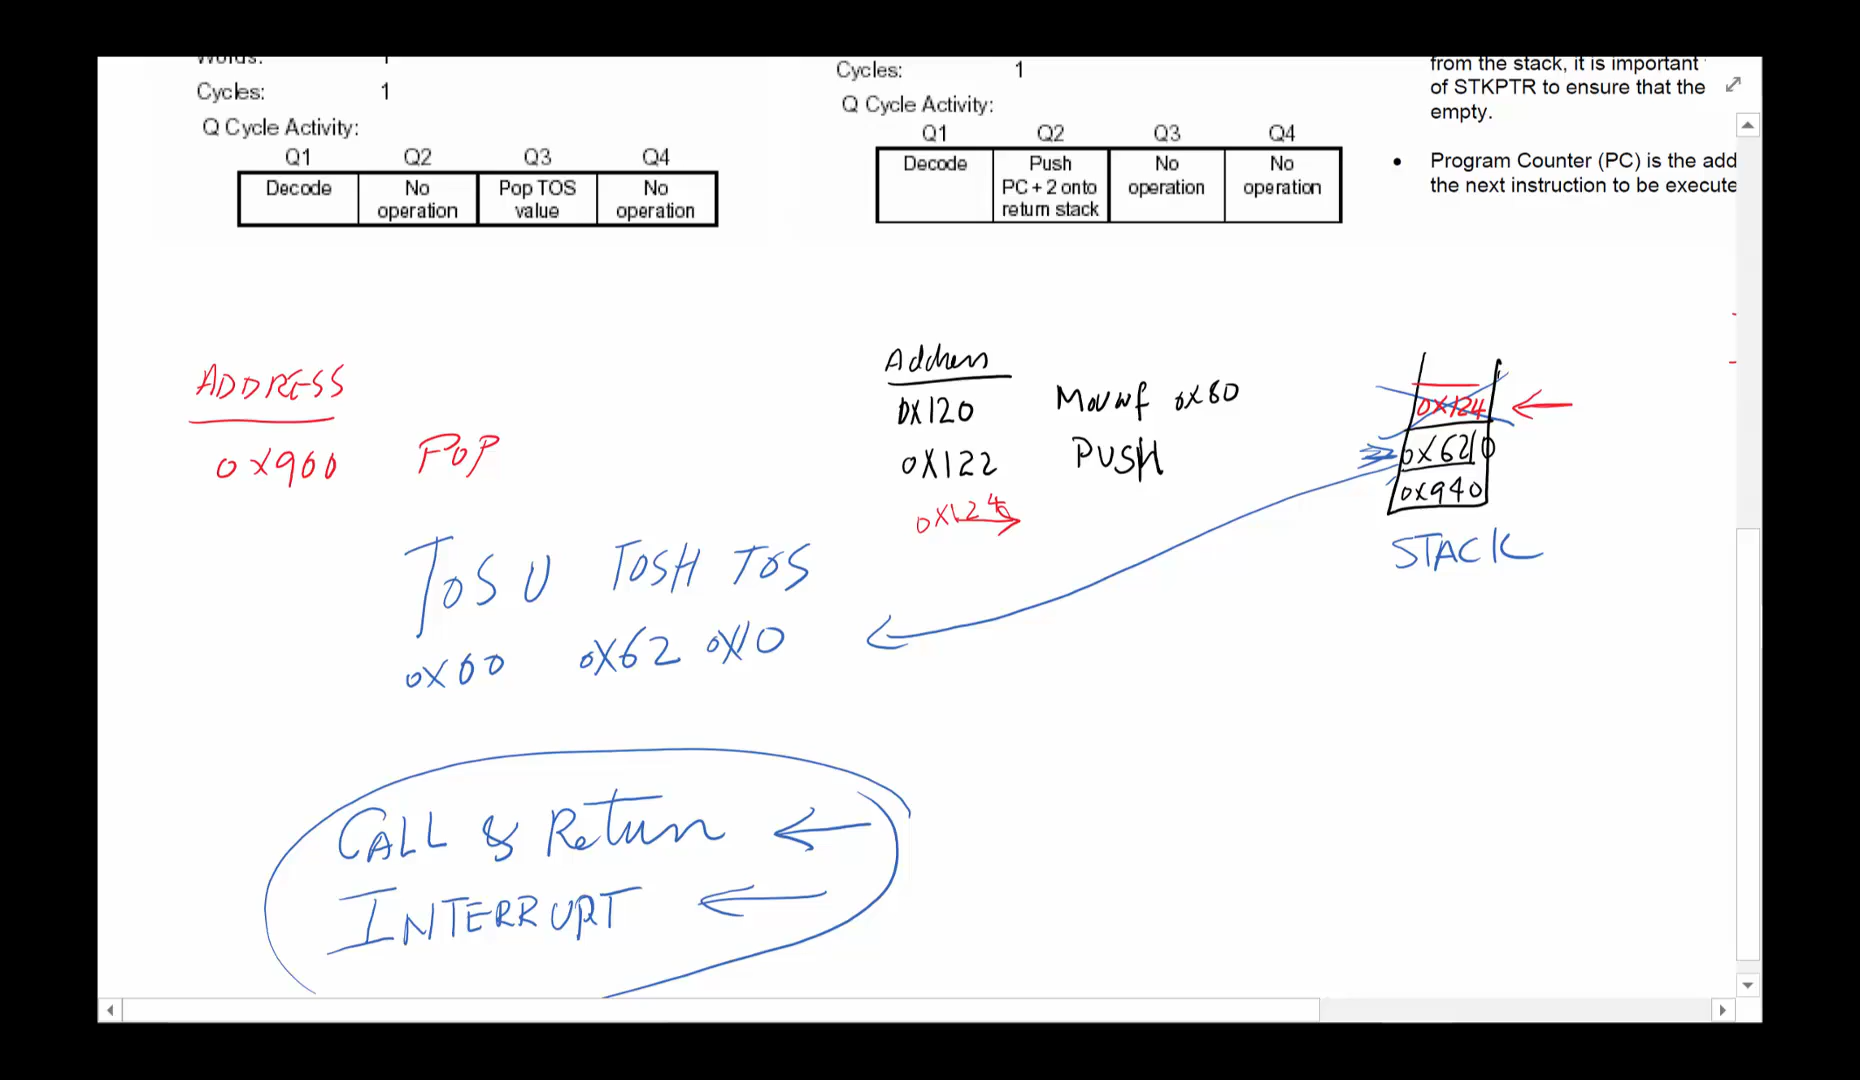 Words: 1
Cycles: 1
Q Cycle Activity:
Q1 Q2 Q3 Q4
Decode No operation Pop TOS value No operation
Cycles: 1
Q Cycle Activity:
Q1 Q2 Q3 Q4
Decode Push PC + 2 onto return stack No operation No operation
from the stack, it is important
of STKPTR to ensure that the
empty.
• Program Counter (PC) is the add
the next instruction to be execute
ADDRESS
0X900 POP
Address
0X120 Movwf 0X80
0X122 PUSH
0X124
0X124
0X6210
0X940
STACK
TOSU TOSH TOS
0X00 0X62 0X10
CALL & Return
INTERRUPT